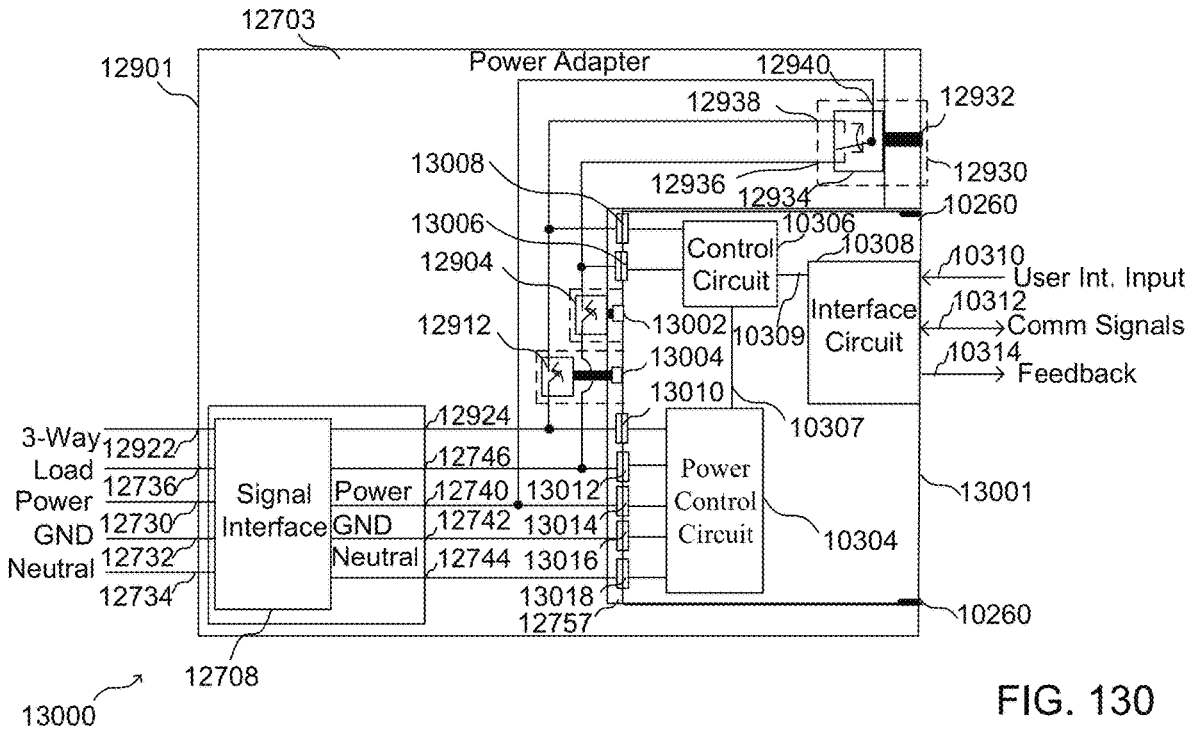 12703
12901
Power Adapter
12940
12938
12932
13008
12936
12934
12930
13006
10306
10260
12904
Control Circuit
10308
10310
User Int. Input
12912
13002
10309
Interface Circuit
10312
Comm Signals
13004
10314
Feedback
13010
10307
3-Way
12922
12924
Load
12736
12746
13012
Power Control Circuit
13001
Power
12730
Signal Interface
Power
12740
13014
GND
12732
GND
12742
13016
10304
Neutral
12734
Neutral
12744
13018
12757
10260
12708
13000
FIG. 130